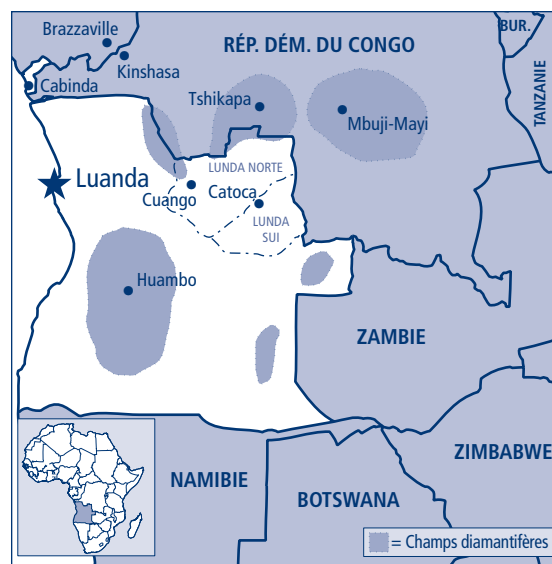 Brazzaville
RÉP. DÉM. DU CONGO
BUR.
Kinshasa
Cabinda
TANZANIE
Tshikapa
Mbuji-Mayi
LUNDA NORTE
Luanda
Cuango
Catoca
LUNDA
SUI
Huambo
ZAMBIE
ZIMBABWE
NAMIBIE
BOTSWANA
= Champs diamantifères